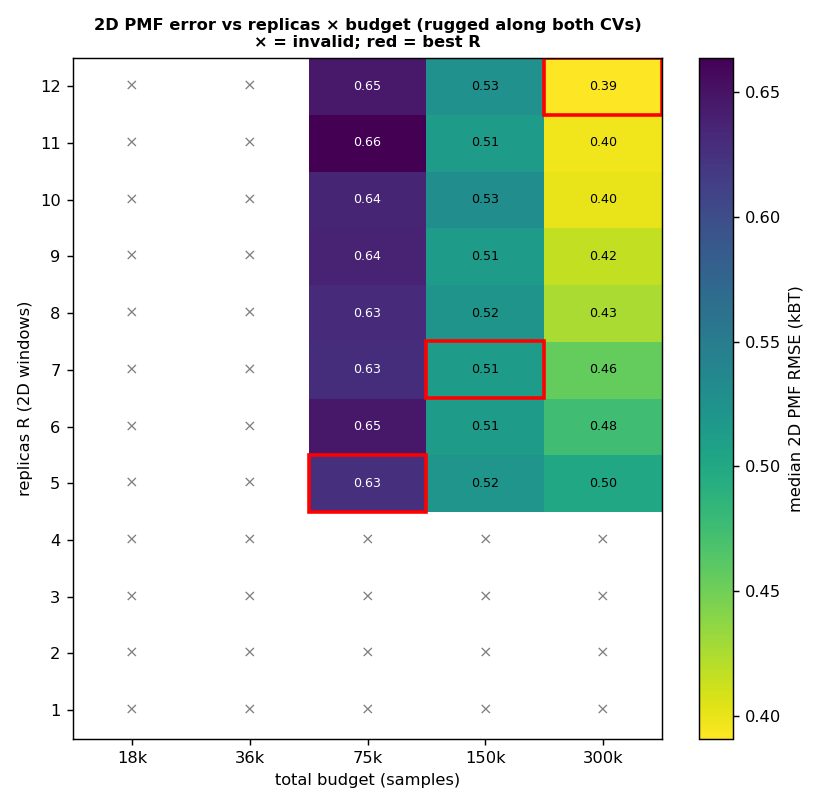 2D PMF error vs replicas × budget (rugged along both CVs)
× = invalid; red = best R
replicas R (2D windows)
12 × × 0.65 0.53 0.39
11 × × 0.66 0.51 0.40
10 × × 0.64 0.53 0.40
9 × × 0.64 0.51 0.42
8 × × 0.63 0.52 0.43
7 × × 0.63 0.51 0.46
6 × × 0.65 0.51 0.48
5 × × 0.63 0.52 0.50
4 × × × × ×
3 × × × × ×
2 × × × × ×
1 × × × × ×
18k 36k 75k 150k 300k
total budget (samples)
0.65
0.60
0.55
0.50
0.45
0.40
median 2D PMF RMSE (kBT)